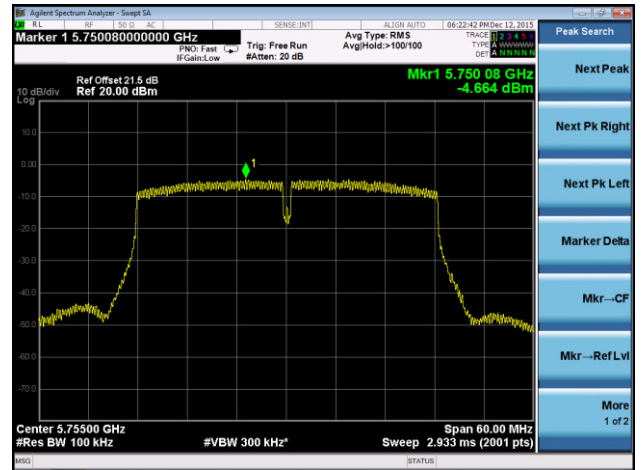 Agilent Spectrum Analyzer - Swept SA
RL RF 50 Ω AC SENSE:INT ALIGN AUTO 06:22:42 PM Dec 12, 2015
Marker 1 5.750080000000 GHz
PNO: Fast
IFGain:Low
Trig: Free Run
#Atten: 20 dB
Avg Type: RMS
Avg|Hold:>100/100
TRACE 1 2 3 4 5 6
TYPE A WWWWW
DET A NNNNN
Peak Search
Mkr1 5.750 08 GHz
-4.664 dBm
Ref Offset 21.5 dB
Ref 20.00 dBm
10 dB/div
Log
10.0
0.00
-10.0
-20.0
-30.0
-40.0
-50.0
-60.0
-70.0
1
Next Peak
Next Pk Right
Next Pk Left
Marker Delta
Mkr→CF
Mkr→Ref Lvl
More
1 of 2
Center 5.75500 GHz
Span 60.00 MHz
#Res BW 100 kHz
#VBW 300 kHz*
Sweep 2.933 ms (2001 pts)
MSG
STATUS